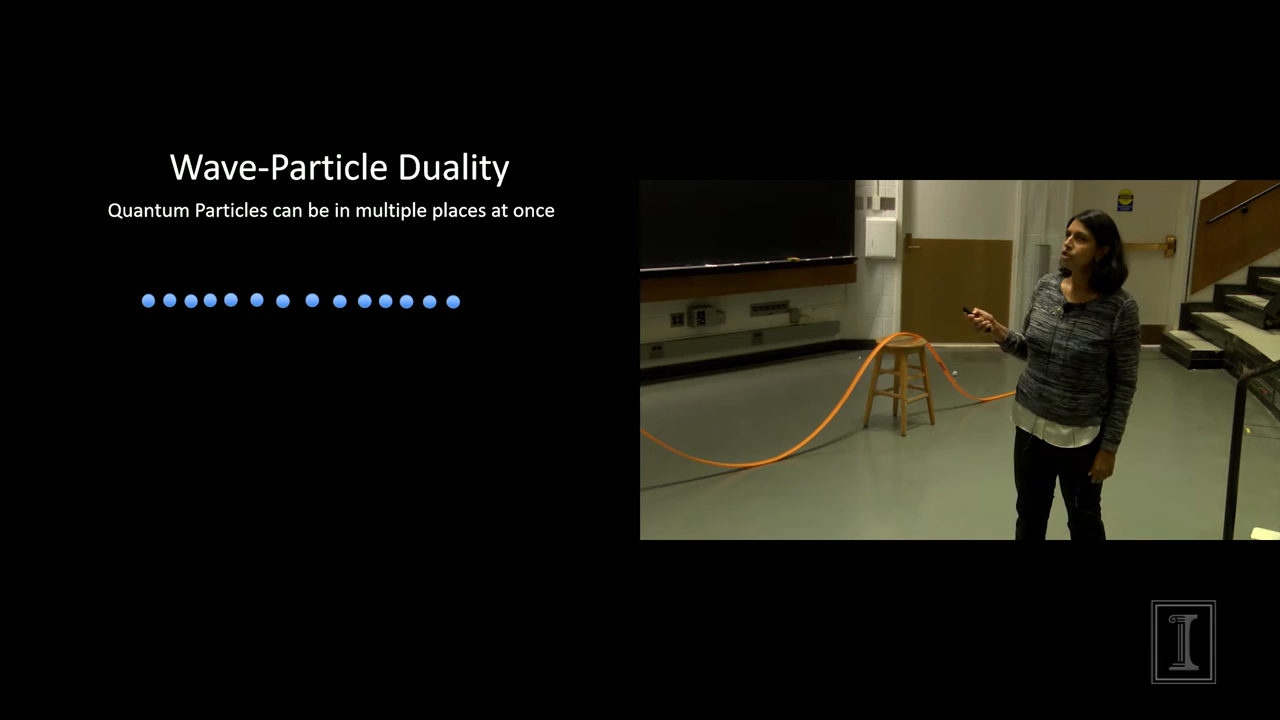 Wave-Particle Duality
Quantum Particles can be in multiple places at once